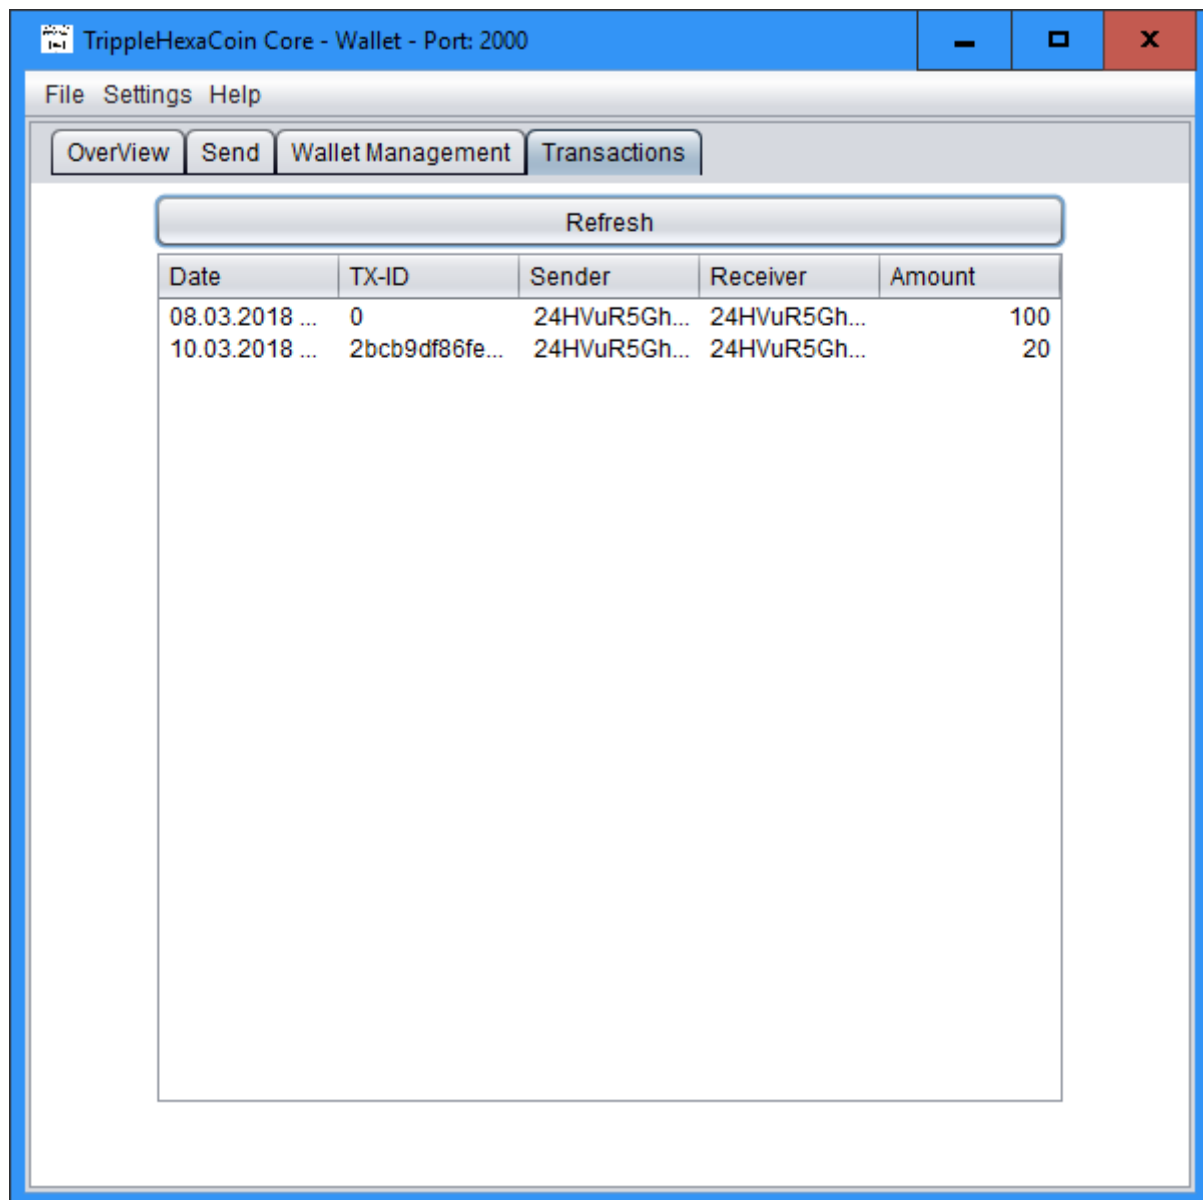 TrippleHexaCoin Core - Wallet - Port: 2000
File Settings Help
OverView Send Wallet Management Transactions
Refresh
Date TX-ID Sender Receiver Amount
08.03.2018 ... 0 24HVuR5Gh... 24HVuR5Gh... 100
10.03.2018 ... 2bcb9df86fe... 24HVuR5Gh... 24HVuR5Gh... 20